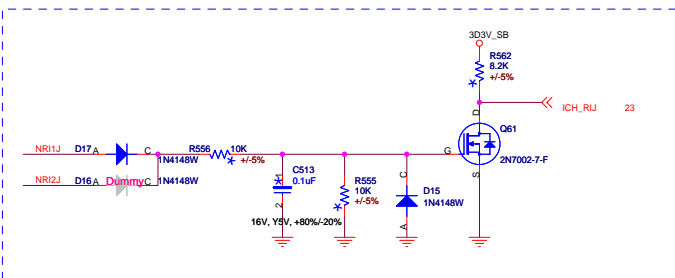 3D3V_SB
R562
8.2K
+/-5%
ICH_RIJ 23
D
Q61
G
2N7002-7-F
S
NRI1J D17 A C R556 10K
1N4148W +/-5%
NRI2J D16 A Dummy C 1N4148W
C513
0.1uF
1
2
16V, Y5V, +80%/-20%
R555
10K
+/-5%
C
D15
1N4148W
A